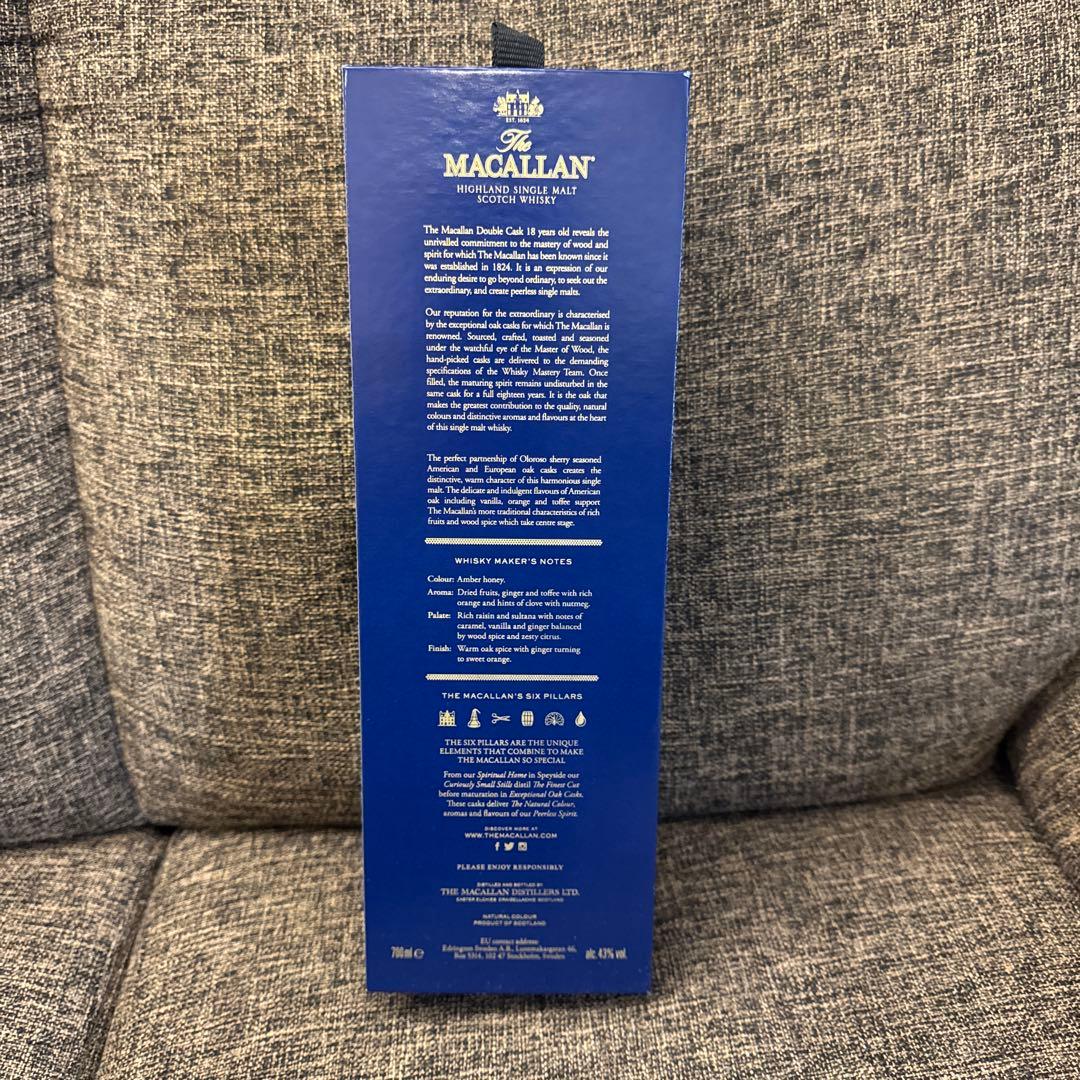 EST. 1824
The
MACALLAN®
HIGHLAND SINGLE MALT
SCOTCH WHISKY
The Macallan Double Cask 18 years old reveals the
unrivalled commitment to the mastery of wood and
spirit for which The Macallan has been known since it
was established in 1824. It is an expression of our
enduring desire to go beyond ordinary, to seek out the
extraordinary, and create peerless single malts.
Our reputation for the extraordinary is characterised
by the exceptional oak casks for which The Macallan is
renowned. Sourced, crafted, toasted and seasoned
under the watchful eye of the Master of Wood, the
hand-picked casks are delivered to the demanding
specifications of the Whisky Mastery Team. Once
filled, the maturing spirit remains undisturbed in the
same cask for a full eighteen years. It is the oak that
makes the greatest contribution to the quality, natural
colours and distinctive aromas and flavours at the heart
of this single malt whisky.
The perfect partnership of Oloroso sherry seasoned
American and European oak casks creates the
distinctive, warm character of this harmonious single
malt. The delicate and indulgent flavours of American
oak including vanilla, orange and toffee support
The Macallan's more traditional characteristics of rich
fruits and wood spice which take centre stage.
WHISKY MAKER'S NOTES
Colour: Amber honey.
Aroma: Dried fruits, ginger and toffee with rich
orange and hints of clove with nutmeg.
Palate: Rich raisin and sultana with notes of
caramel, vanilla and ginger balanced
by wood spice and zesty citrus.
Finish: Warm oak spice with ginger turning
to sweet orange.
THE MACALLAN'S SIX PILLARS
THE SIX PILLARS ARE THE UNIQUE
ELEMENTS THAT COMBINE TO MAKE
THE MACALLAN SO SPECIAL
From our Spiritual Home in Speyside our
Curiously Small Stills distil The Finest Cut
before maturation in Exceptional Oak Casks.
These casks deliver The Natural Colour,
aromas and flavours of our Peerless Spirit.
DISCOVER MORE AT
WWW.THEMACALLAN.COM
PLEASE ENJOY RESPONSIBLY
DISTILLED AND BOTTLED BY
THE MACALLAN DISTILLERS LTD.
EASTER ELCHIES CRAIGELLACHIE SCOTLAND
NATURAL COLOUR
PRODUCT OF SCOTLAND
EU contact address:
Edrington Sweden A.B., 46,
Box 5314, 102 47 Stockholm, Sweden
700 ml ℮
alc. 43% vol.